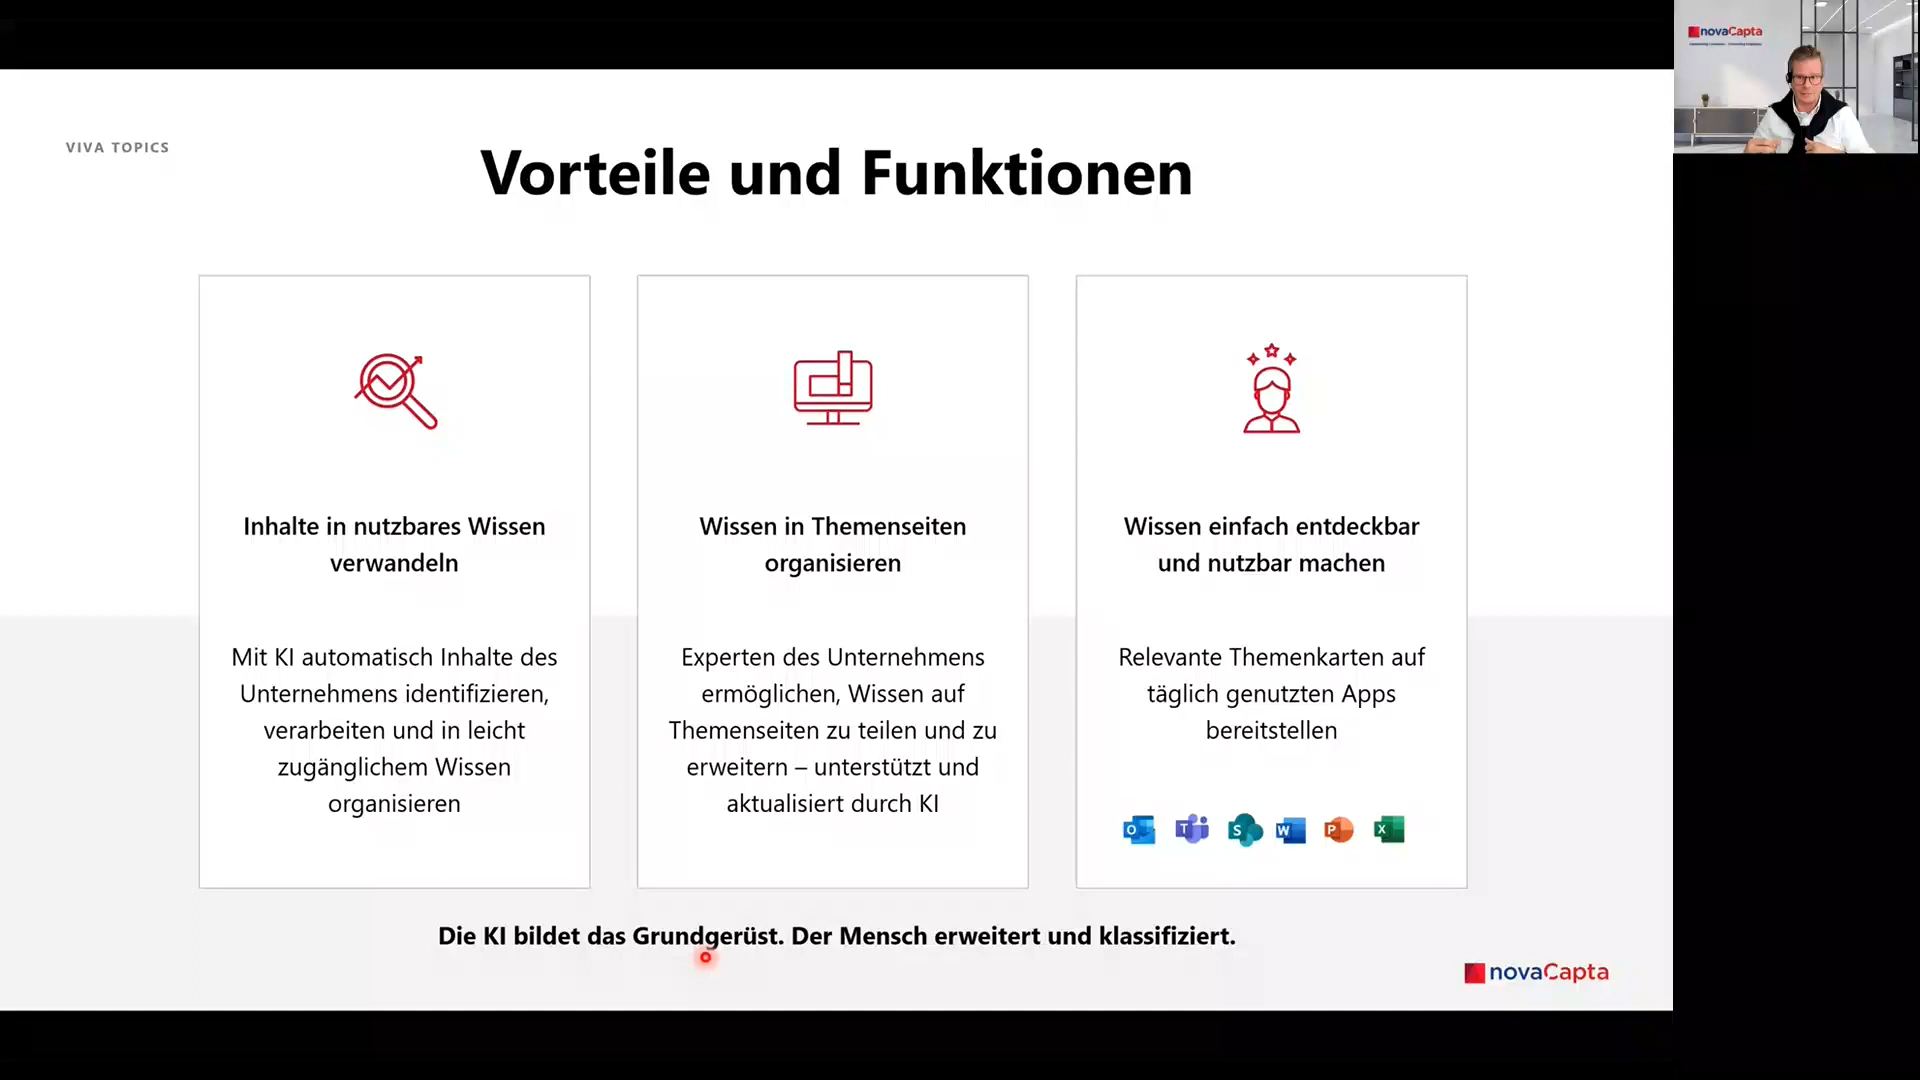 VIVA TOPICS
Vorteile und Funktionen
Inhalte in nutzbares Wissen
verwandeln
Mit KI automatisch Inhalte des
Unternehmens identifizieren,
verarbeiten und in leicht
zugänglichem Wissen
organisieren
Wissen in Themenseiten
organisieren
Experten des Unternehmens
ermöglichen, Wissen auf
Themenseiten zu teilen und zu
erweitern – unterstützt und
aktualisiert durch KI
Wissen einfach entdeckbar
und nutzbar machen
Relevante Themenkarten auf
täglich genutzten Apps
bereitstellen
O T S W P X
Die KI bildet das Grundgerüst. Der Mensch erweitert und klassifiziert.
novaCapta
novaCapta